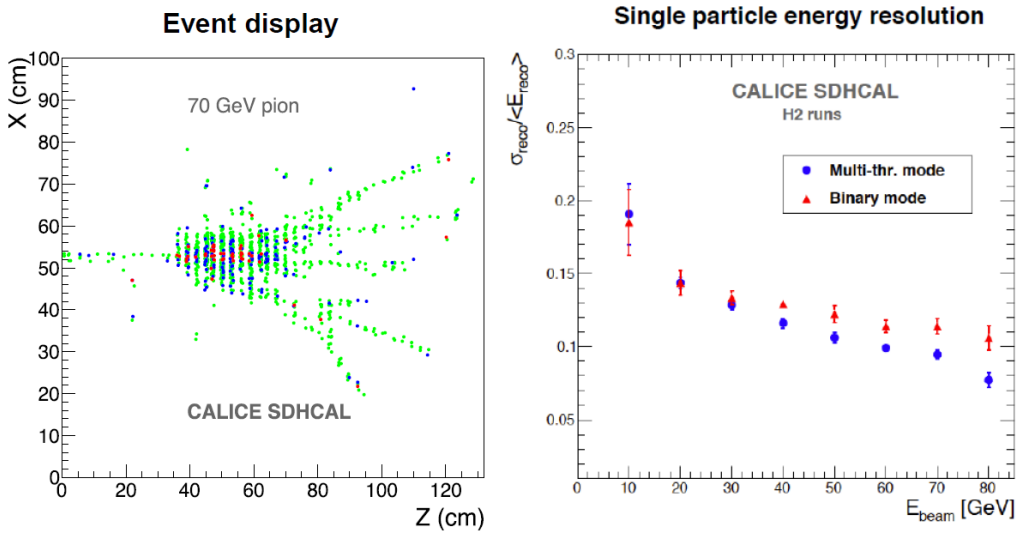 Event display
X (cm)
100
90
80
70
60
50
40
30
20
10
0
70 GeV pion
CALICE SDHCAL
0 20 40 60 80 100 120
Z (cm)
Single particle energy resolution
σreco/<Ereco>
0.3
0.25
0.2
0.15
0.1
0.05
CALICE SDHCAL
H2 runs
Multi-thr. mode
Binary mode
0 10 20 30 40 50 60 70 80
Ebeam [GeV]